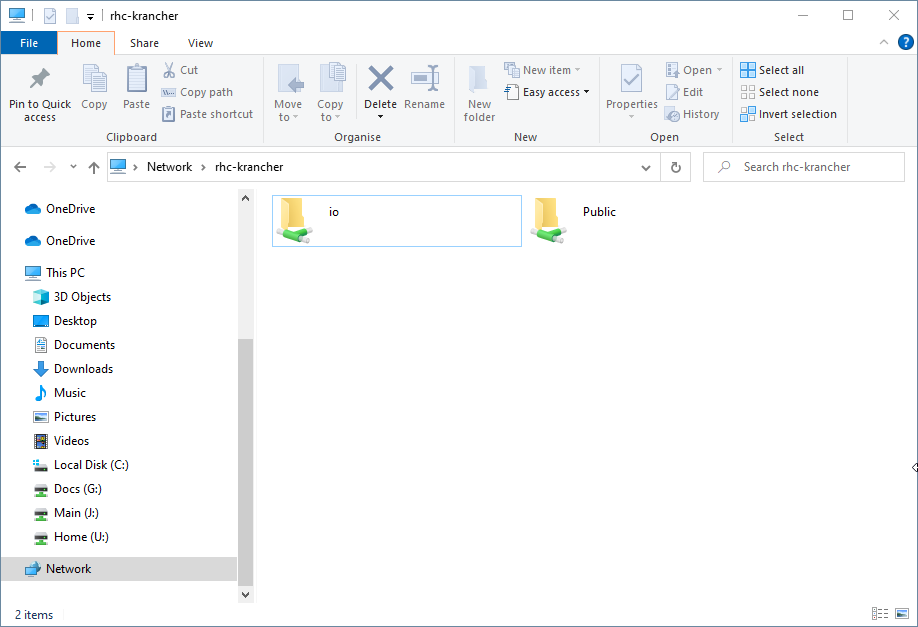 rhc-krancher
File Home Share View
Pin to Quick access
Copy
Paste
Cut
Copy path
Paste shortcut
Clipboard
Move to
Copy to
Delete
Rename
Organise
New folder
New item
Easy access
New
Properties
Open
Edit
History
Open
Select all
Select none
Invert selection
Select
Network rhc-krancher
Search rhc-krancher
OneDrive
OneDrive
This PC
3D Objects
Desktop
Documents
Downloads
Music
Pictures
Videos
Local Disk (C:)
Docs (G:)
Main (J:)
Home (U:)
Network
io
Public
2 items